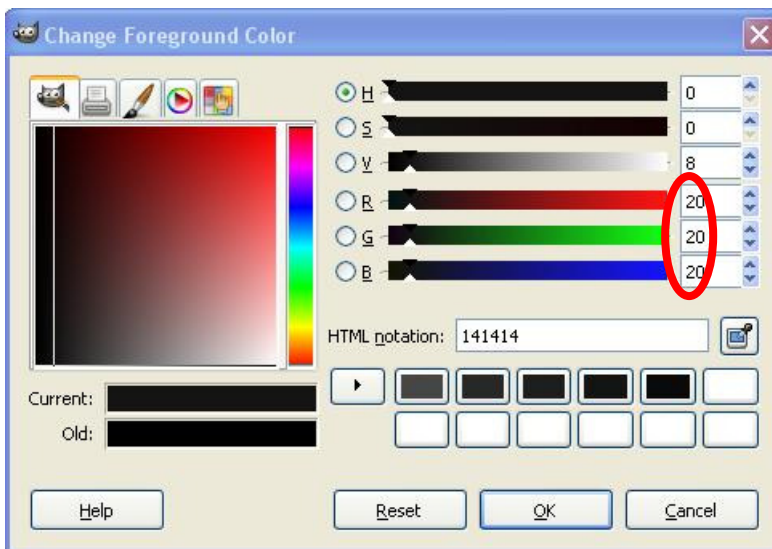 Change Foreground Color
H 0
S 0
V 8
R 20
G 20
B 20
HTML notation: 141414
Current:
Old:
Help Reset OK Cancel